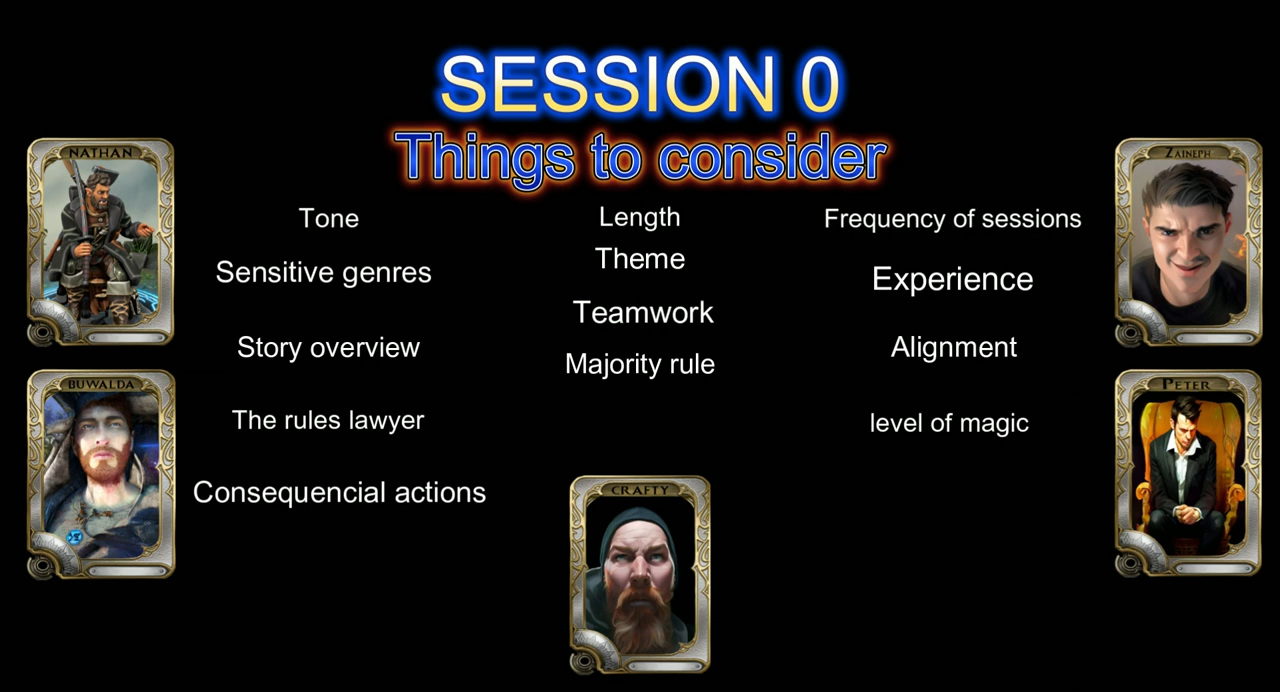 SESSION 0
Things to consider
NATHAN
ZAINEPH
Tone
Length
Frequency of sessions
Sensitive genres
Theme
Experience
Teamwork
Story overview
Majority rule
Alignment
BUWALDA
PETER
The rules lawyer
level of magic
Consequencial actions
CRAFTY